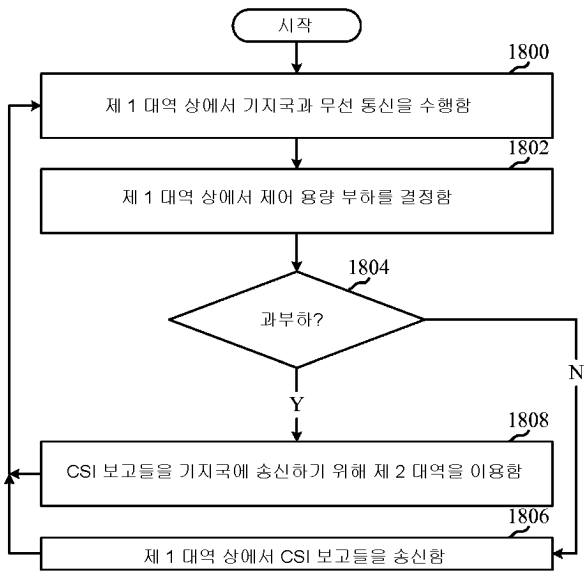 시작
1800
제 1 대역 상에서 기지국과 무선 통신을 수행함
1802
제 1 대역 상에서 제어 용량 부하를 결정함
1804
과부하?
N
Y
1808
CSI 보고들을 기지국에 송신하기 위해 제 2 대역을 이용함
1806
제 1 대역 상에서 CSI 보고들을 송신함